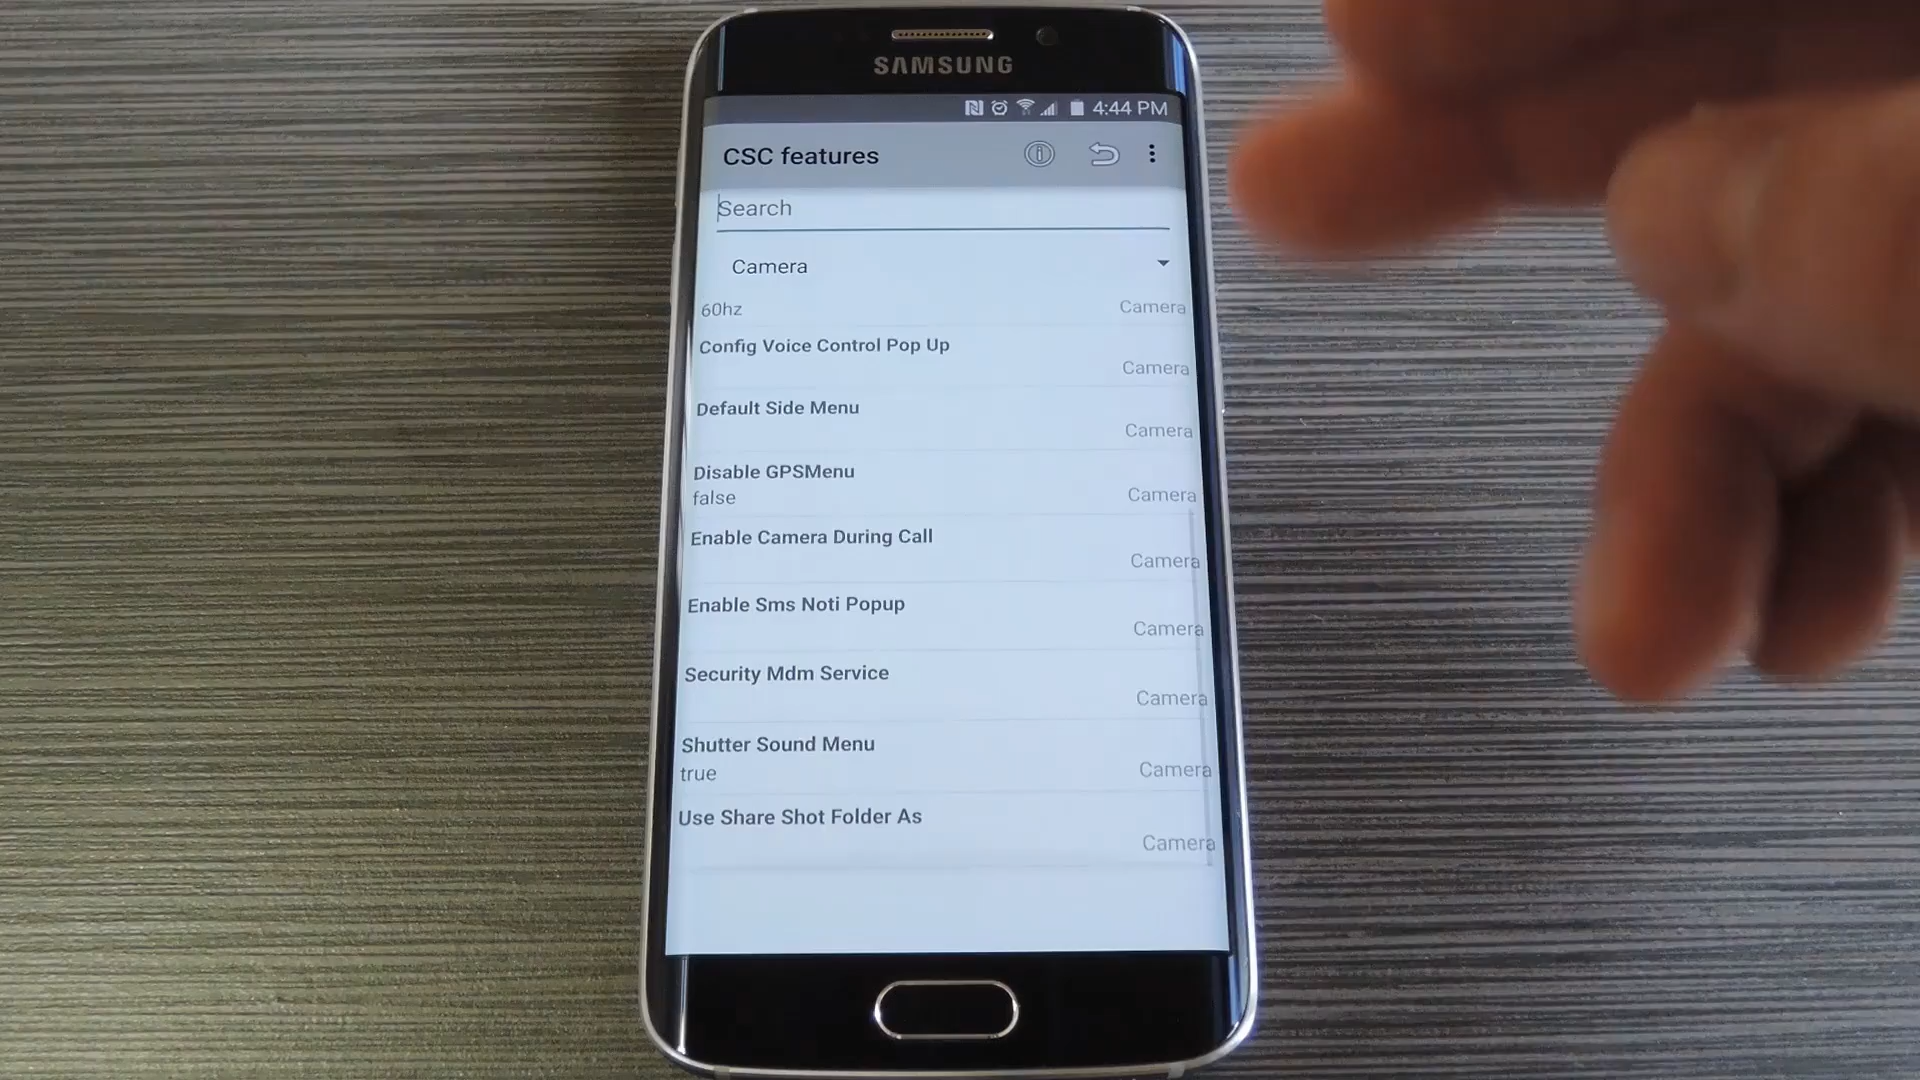 SAMSUNG
4:44 PM
CSC features
Search
Camera
60hz Camera
Config Voice Control Pop Up
Camera
Default Side Menu
Camera
Disable GPSMenu
false Camera
Enable Camera During Call
Camera
Enable Sms Noti Popup
Camera
Security Mdm Service
Camera
Shutter Sound Menu
true Camera
Use Share Shot Folder As
Camera